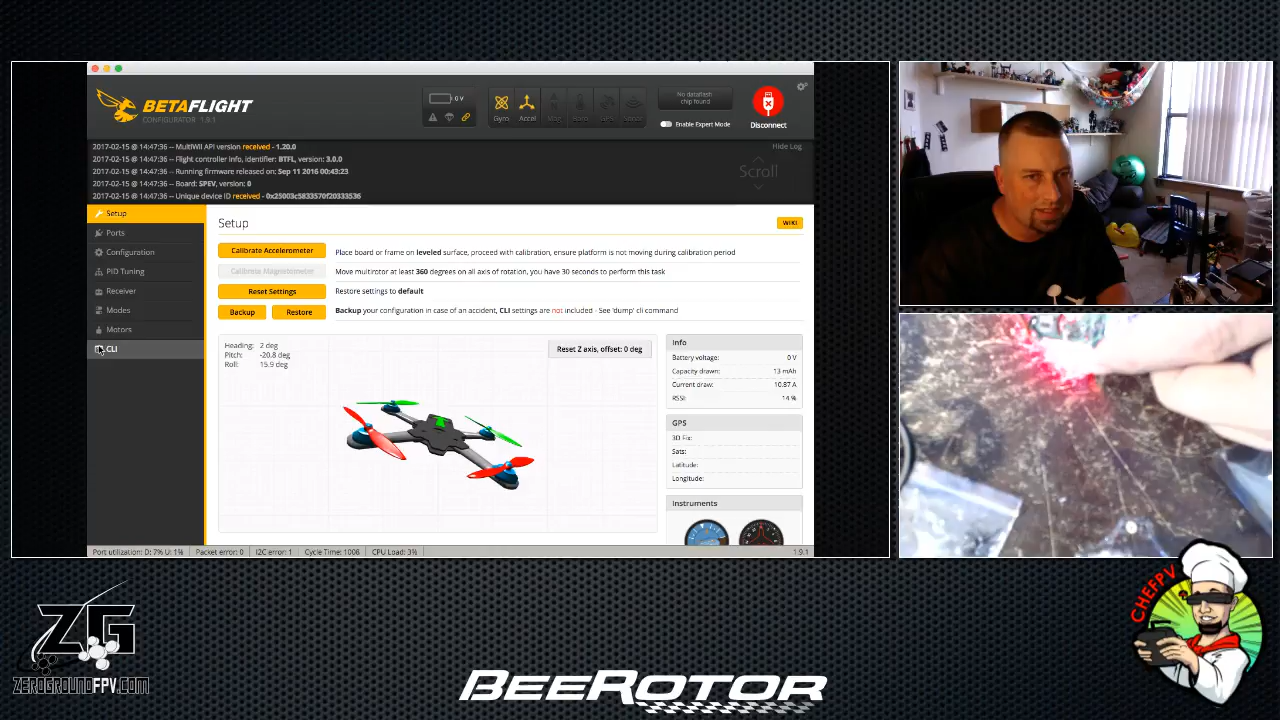 BETAFLIGHT
CONFIGURATOR 1.9.1
0 V
Gyro
Accel
Mag
Baro
GPS
Sonar
No dataflash
chip found
Enable Expert Mode
Disconnect
2017-02-15 @ 14:47:36 -- MultiWii API version received - 1.20.0
2017-02-15 @ 14:47:36 -- Flight controller info, identifier: BTFL, version: 3.0.0
2017-02-15 @ 14:47:36 -- Running firmware released on: Sep 11 2016 00:43:23
2017-02-15 @ 14:47:36 -- Board: SPEV, version: 0
2017-02-15 @ 14:47:36 -- Unique device ID received - 0x25003c5833570f20333536
Hide Log
Scroll
Setup
Ports
Configuration
PID Tuning
Receiver
Modes
Motors
CLI
Setup
WIKI
Calibrate Accelerometer
Place board or frame on leveled surface, proceed with calibration, ensure platform is not moving during calibration period
Calibrate Magnetometer
Move multirotor at least 360 degrees on all axis of rotation, you have 30 seconds to perform this task
Reset Settings
Restore settings to default
Backup
Restore
Backup your configuration in case of an accident, CLI settings are not included - See 'dump' cli command
Heading: 2 deg
Pitch: -20.8 deg
Roll: 15.9 deg
Reset Z axis, offset: 0 deg
Info
Battery voltage: 0 V
Capacity drawn: 13 mAh
Current draw: 10.87 A
RSSI: 14 %
GPS
3D Fix:
Sats:
Latitude:
Longitude:
Instruments
Port utilization: D: 7% U: 1%
Packet error: 0
I2C error: 1
Cycle Time: 1008
CPU Load: 3%
1.9.1
ZG
ZEROGROUNDFPV.COM
BEEROTOR
CHEFPV